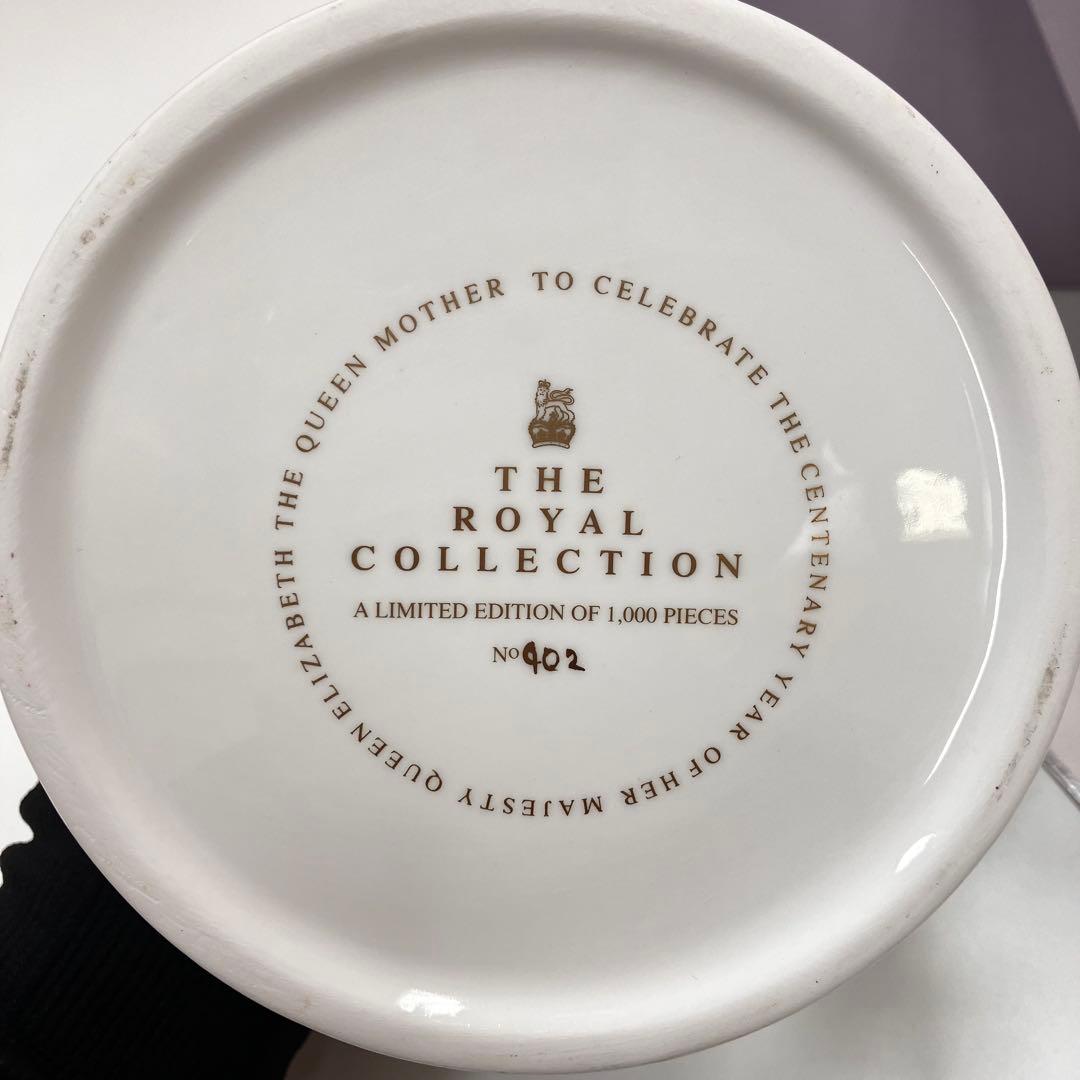 TO CELEBRATE THE CENTENARY YEAR OF HER MAJESTY QUEEN ELIZABETH THE QUEEN MOTHER
THE
ROYAL
COLLECTION
A LIMITED EDITION OF 1,000 PIECES
No 902